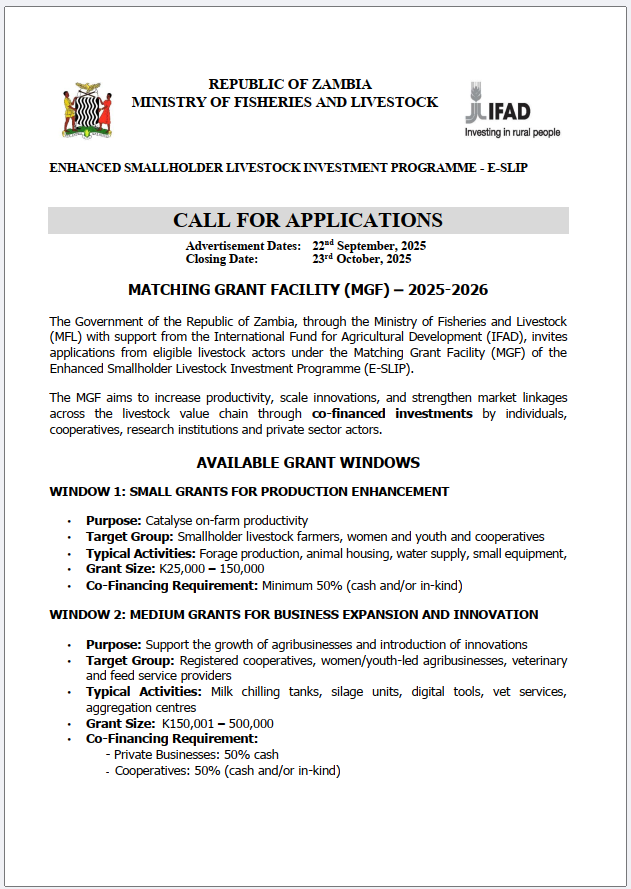 REPUBLIC OF ZAMBIA
MINISTRY OF FISHERIES AND LIVESTOCK
IFAD
Investing in rural people
ENHANCED SMALLHOLDER LIVESTOCK INVESTMENT PROGRAMME - E-SLIP
CALL FOR APPLICATIONS
Advertisement Dates: 22nd September, 2025
Closing Date: 23rd October, 2025
MATCHING GRANT FACILITY (MGF) – 2025-2026
The Government of the Republic of Zambia, through the Ministry of Fisheries and Livestock
(MFL) with support from the International Fund for Agricultural Development (IFAD), invites
applications from eligible livestock actors under the Matching Grant Facility (MGF) of the
Enhanced Smallholder Livestock Investment Programme (E-SLIP).
The MGF aims to increase productivity, scale innovations, and strengthen market linkages
across the livestock value chain through co-financed investments by individuals,
cooperatives, research institutions and private sector actors.
AVAILABLE GRANT WINDOWS
WINDOW 1: SMALL GRANTS FOR PRODUCTION ENHANCEMENT
• Purpose: Catalyse on-farm productivity
• Target Group: Smallholder livestock farmers, women and youth and cooperatives
• Typical Activities: Forage production, animal housing, water supply, small equipment,
• Grant Size: K25,000 – 150,000
• Co-Financing Requirement: Minimum 50% (cash and/or in-kind)
WINDOW 2: MEDIUM GRANTS FOR BUSINESS EXPANSION AND INNOVATION
• Purpose: Support the growth of agribusinesses and introduction of innovations
• Target Group: Registered cooperatives, women/youth-led agribusinesses, veterinary
and feed service providers
• Typical Activities: Milk chilling tanks, silage units, digital tools, vet services,
aggregation centres
• Grant Size: K150,001 – 500,000
• Co-Financing Requirement:
- Private Businesses: 50% cash
- Cooperatives: 50% (cash and/or in-kind)